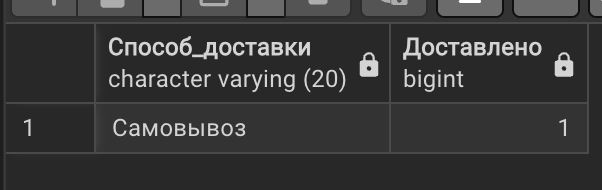 Способ_доставки
character varying (20)
Доставлено
bigint
1
Самовывоз
1